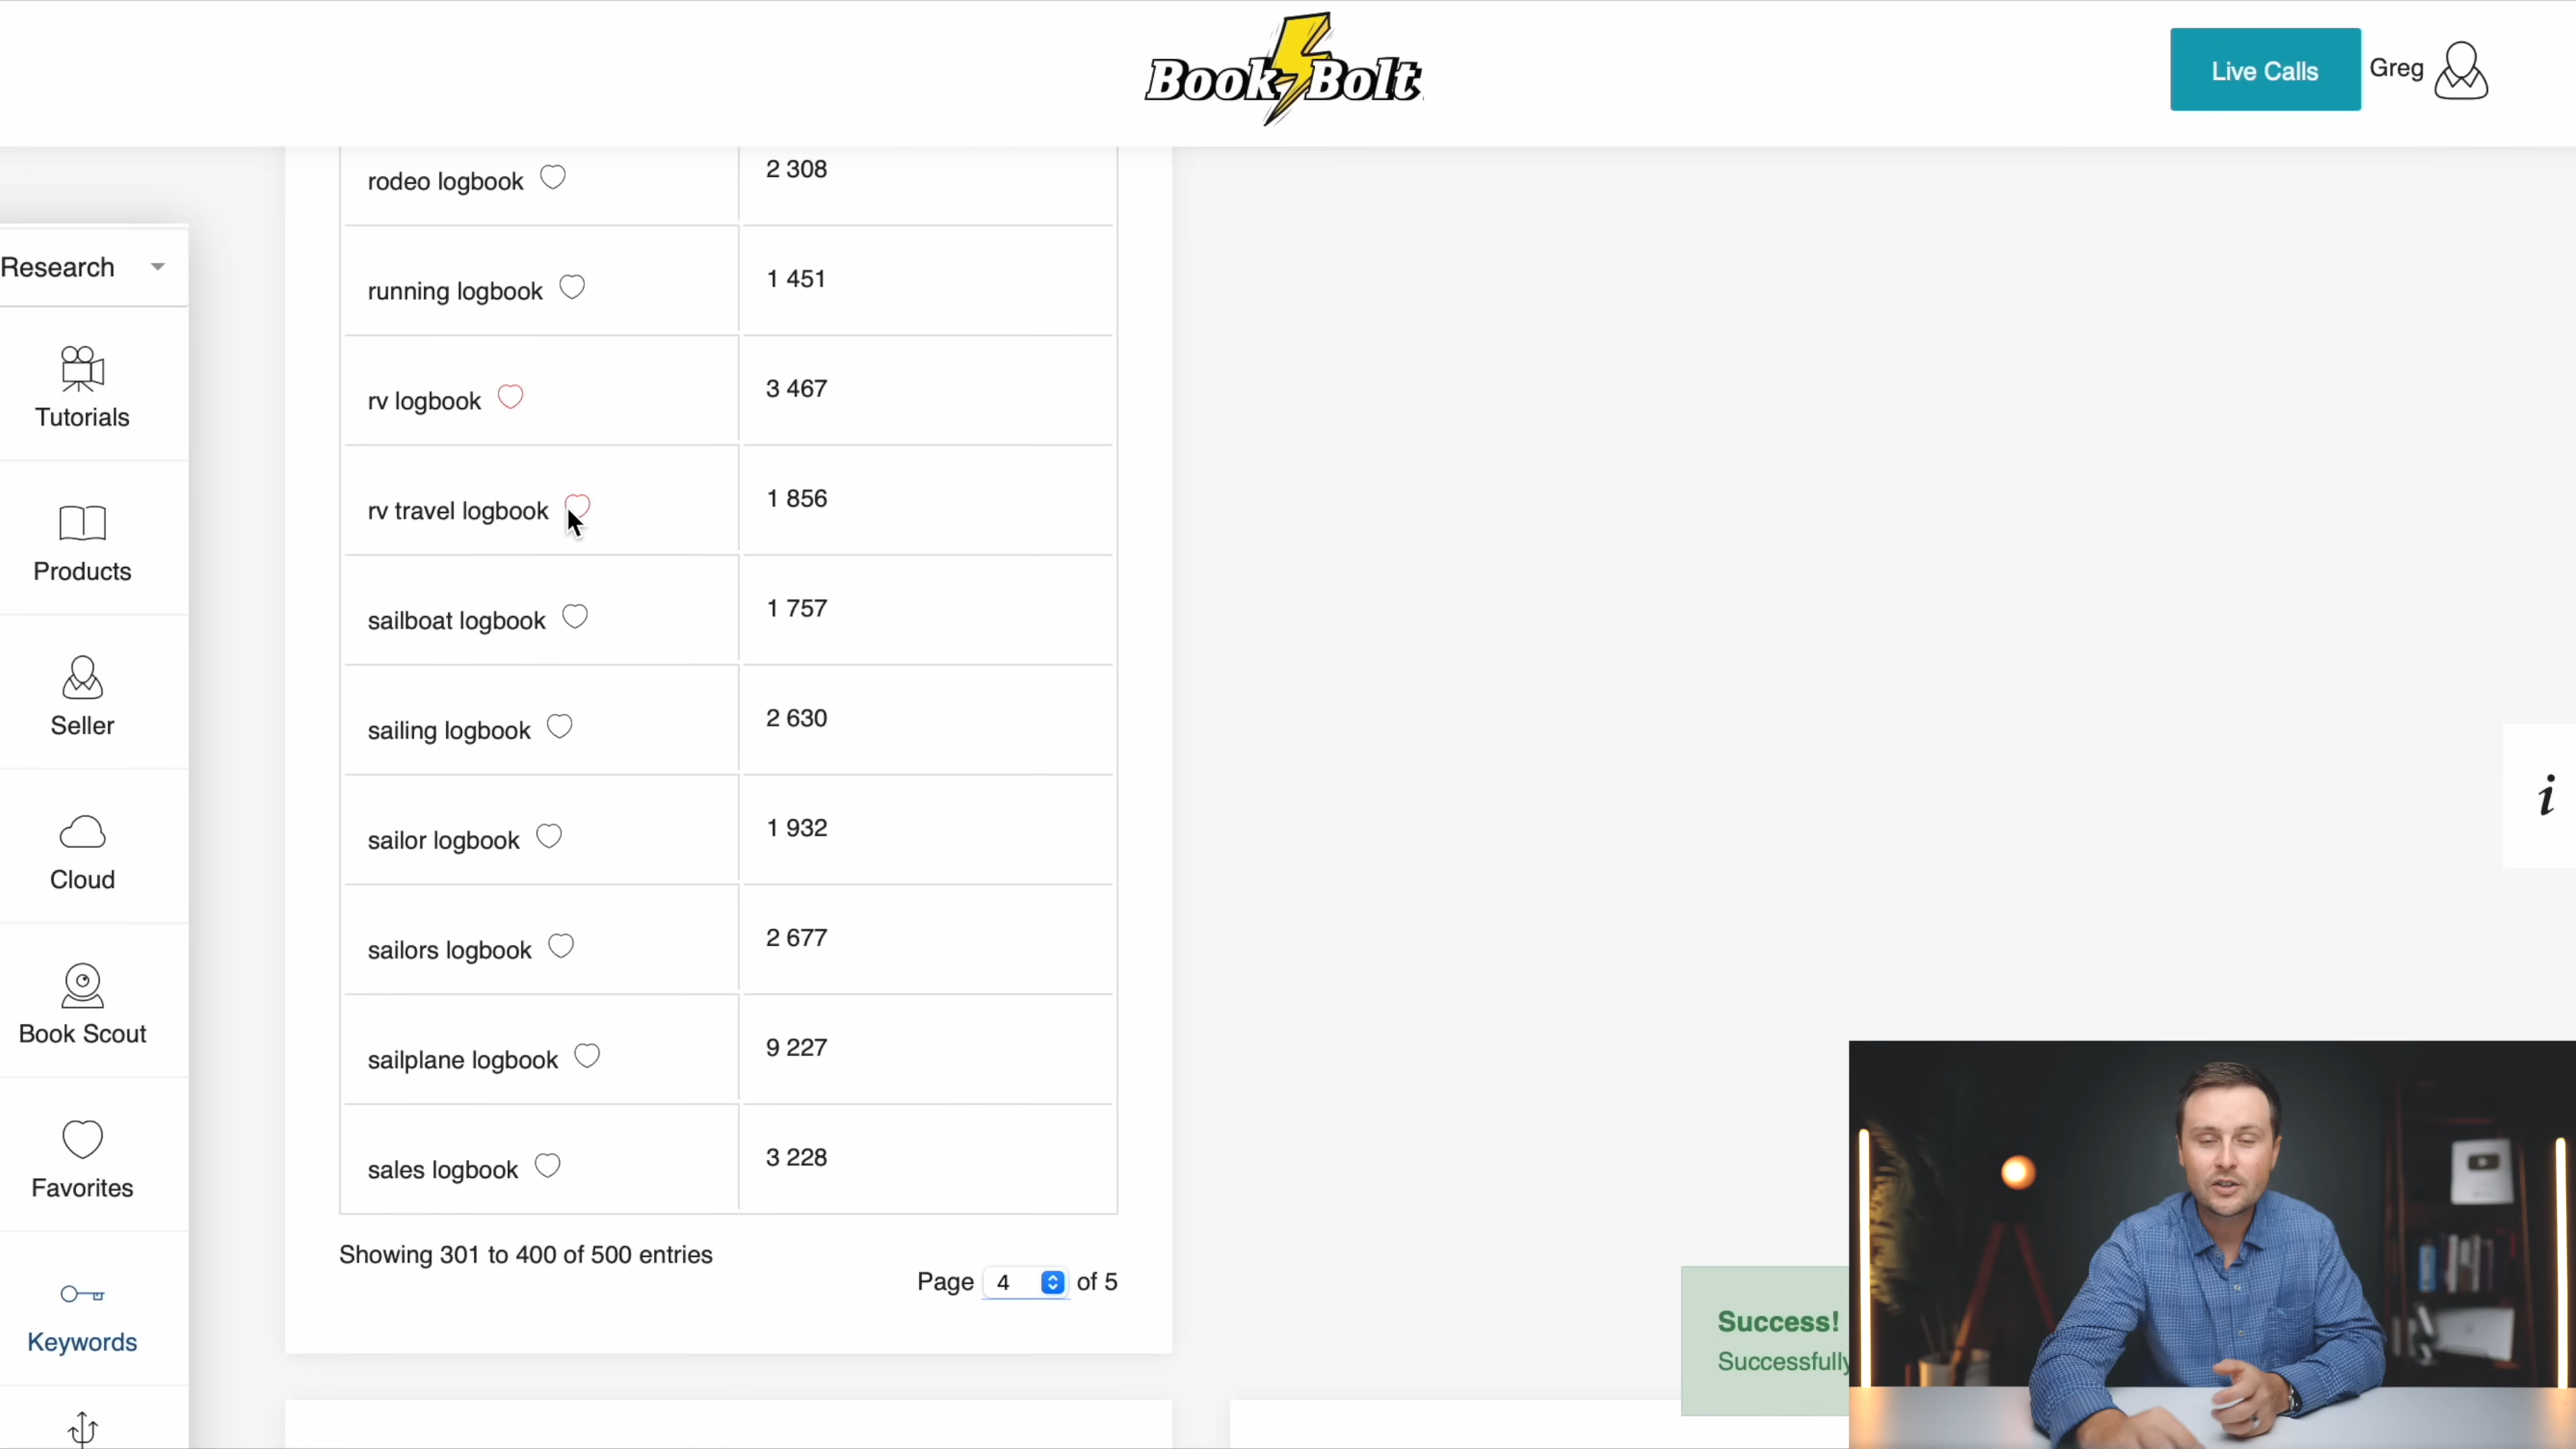 Book Bolt
Live Calls
Greg
Research
Tutorials
Products
Seller
Cloud
Book Scout
Favorites
Keywords
rodeo logbook 2 308
running logbook 1 451
rv logbook 3 467
rv travel logbook 1 856
sailboat logbook 1 757
sailing logbook 2 630
sailor logbook 1 932
sailors logbook 2 677
sailplane logbook 9 227
sales logbook 3 228
Showing 301 to 400 of 500 entries
Page 4 of 5
i
Success!
Successfully